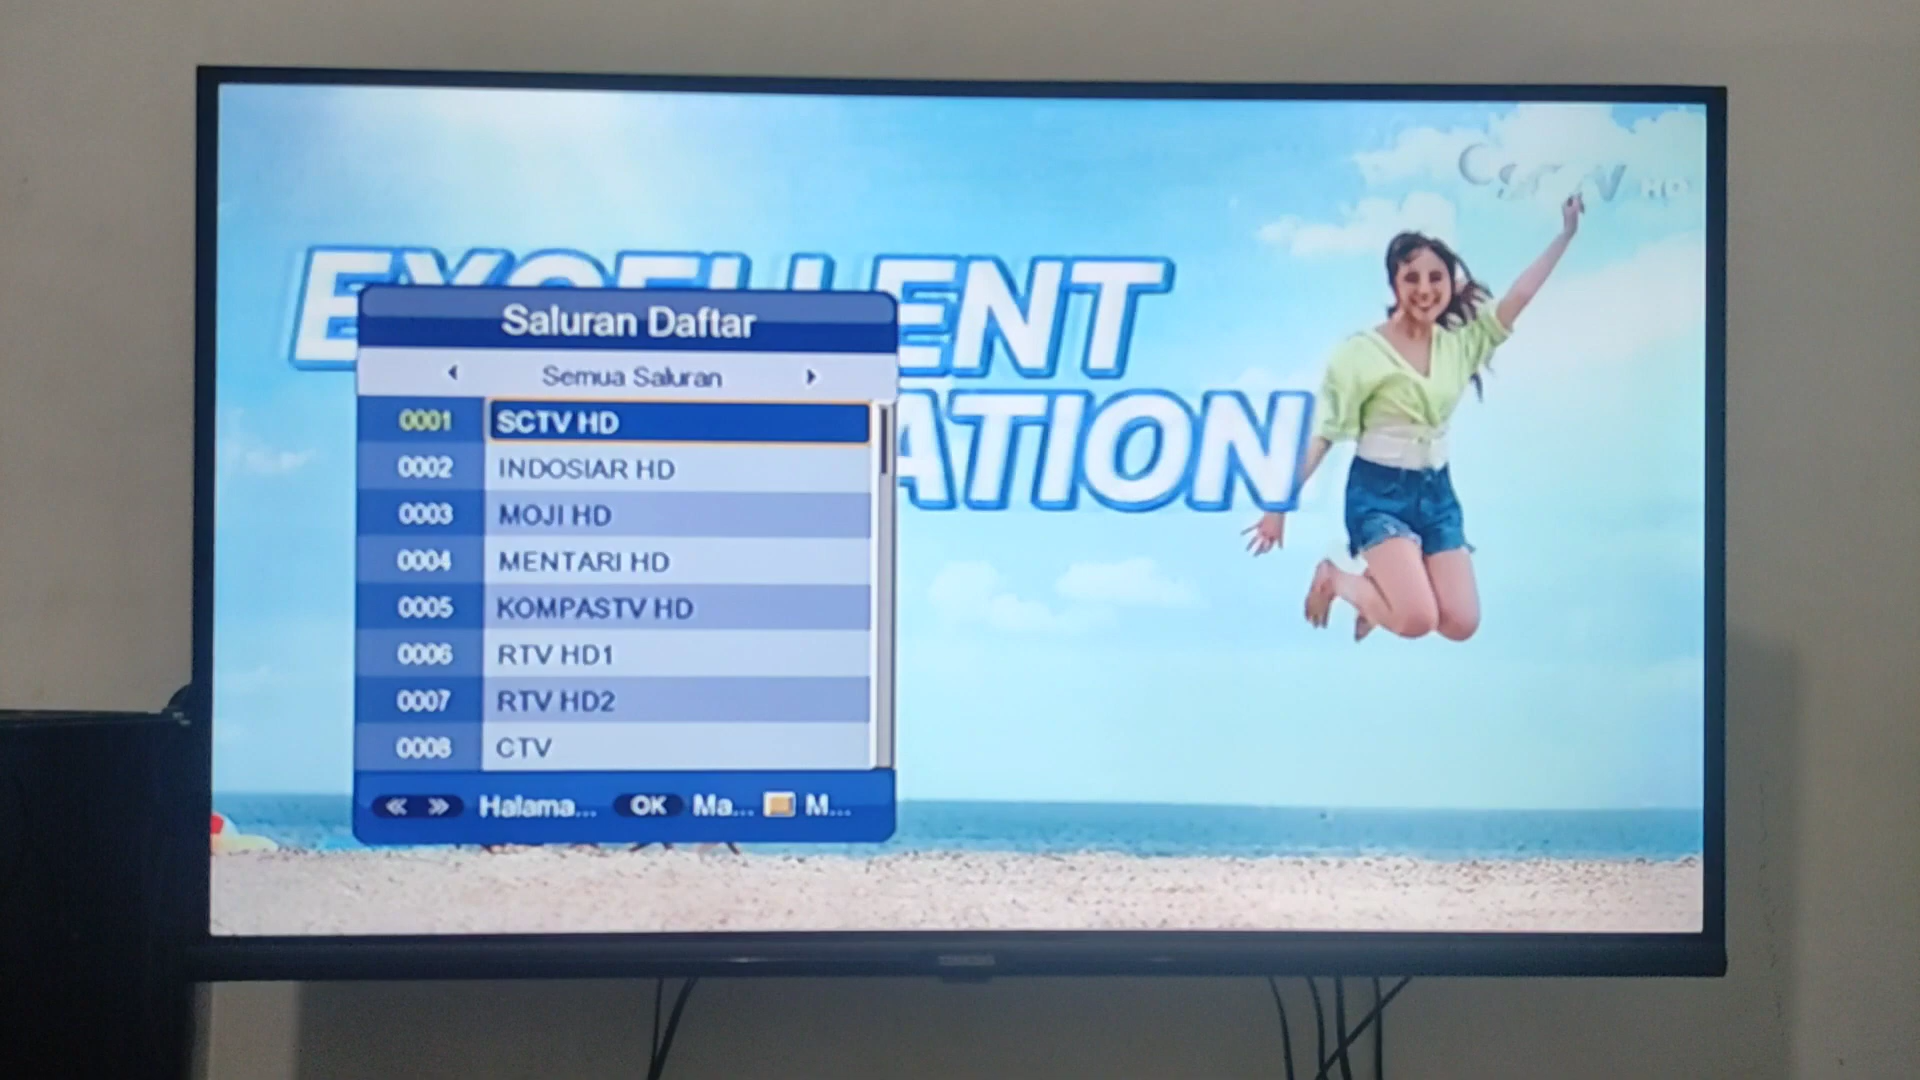 ENT
ATION
Saluran Daftar
Semua Saluran
0001 SCTV HD
0002 INDOSIAR HD
0003 MOJI HD
0004 MENTARI HD
0005 KOMPASTV HD
0006 RTV HD1
0007 RTV HD2
0008 CTV
Halama... OK Ma... M...
HD